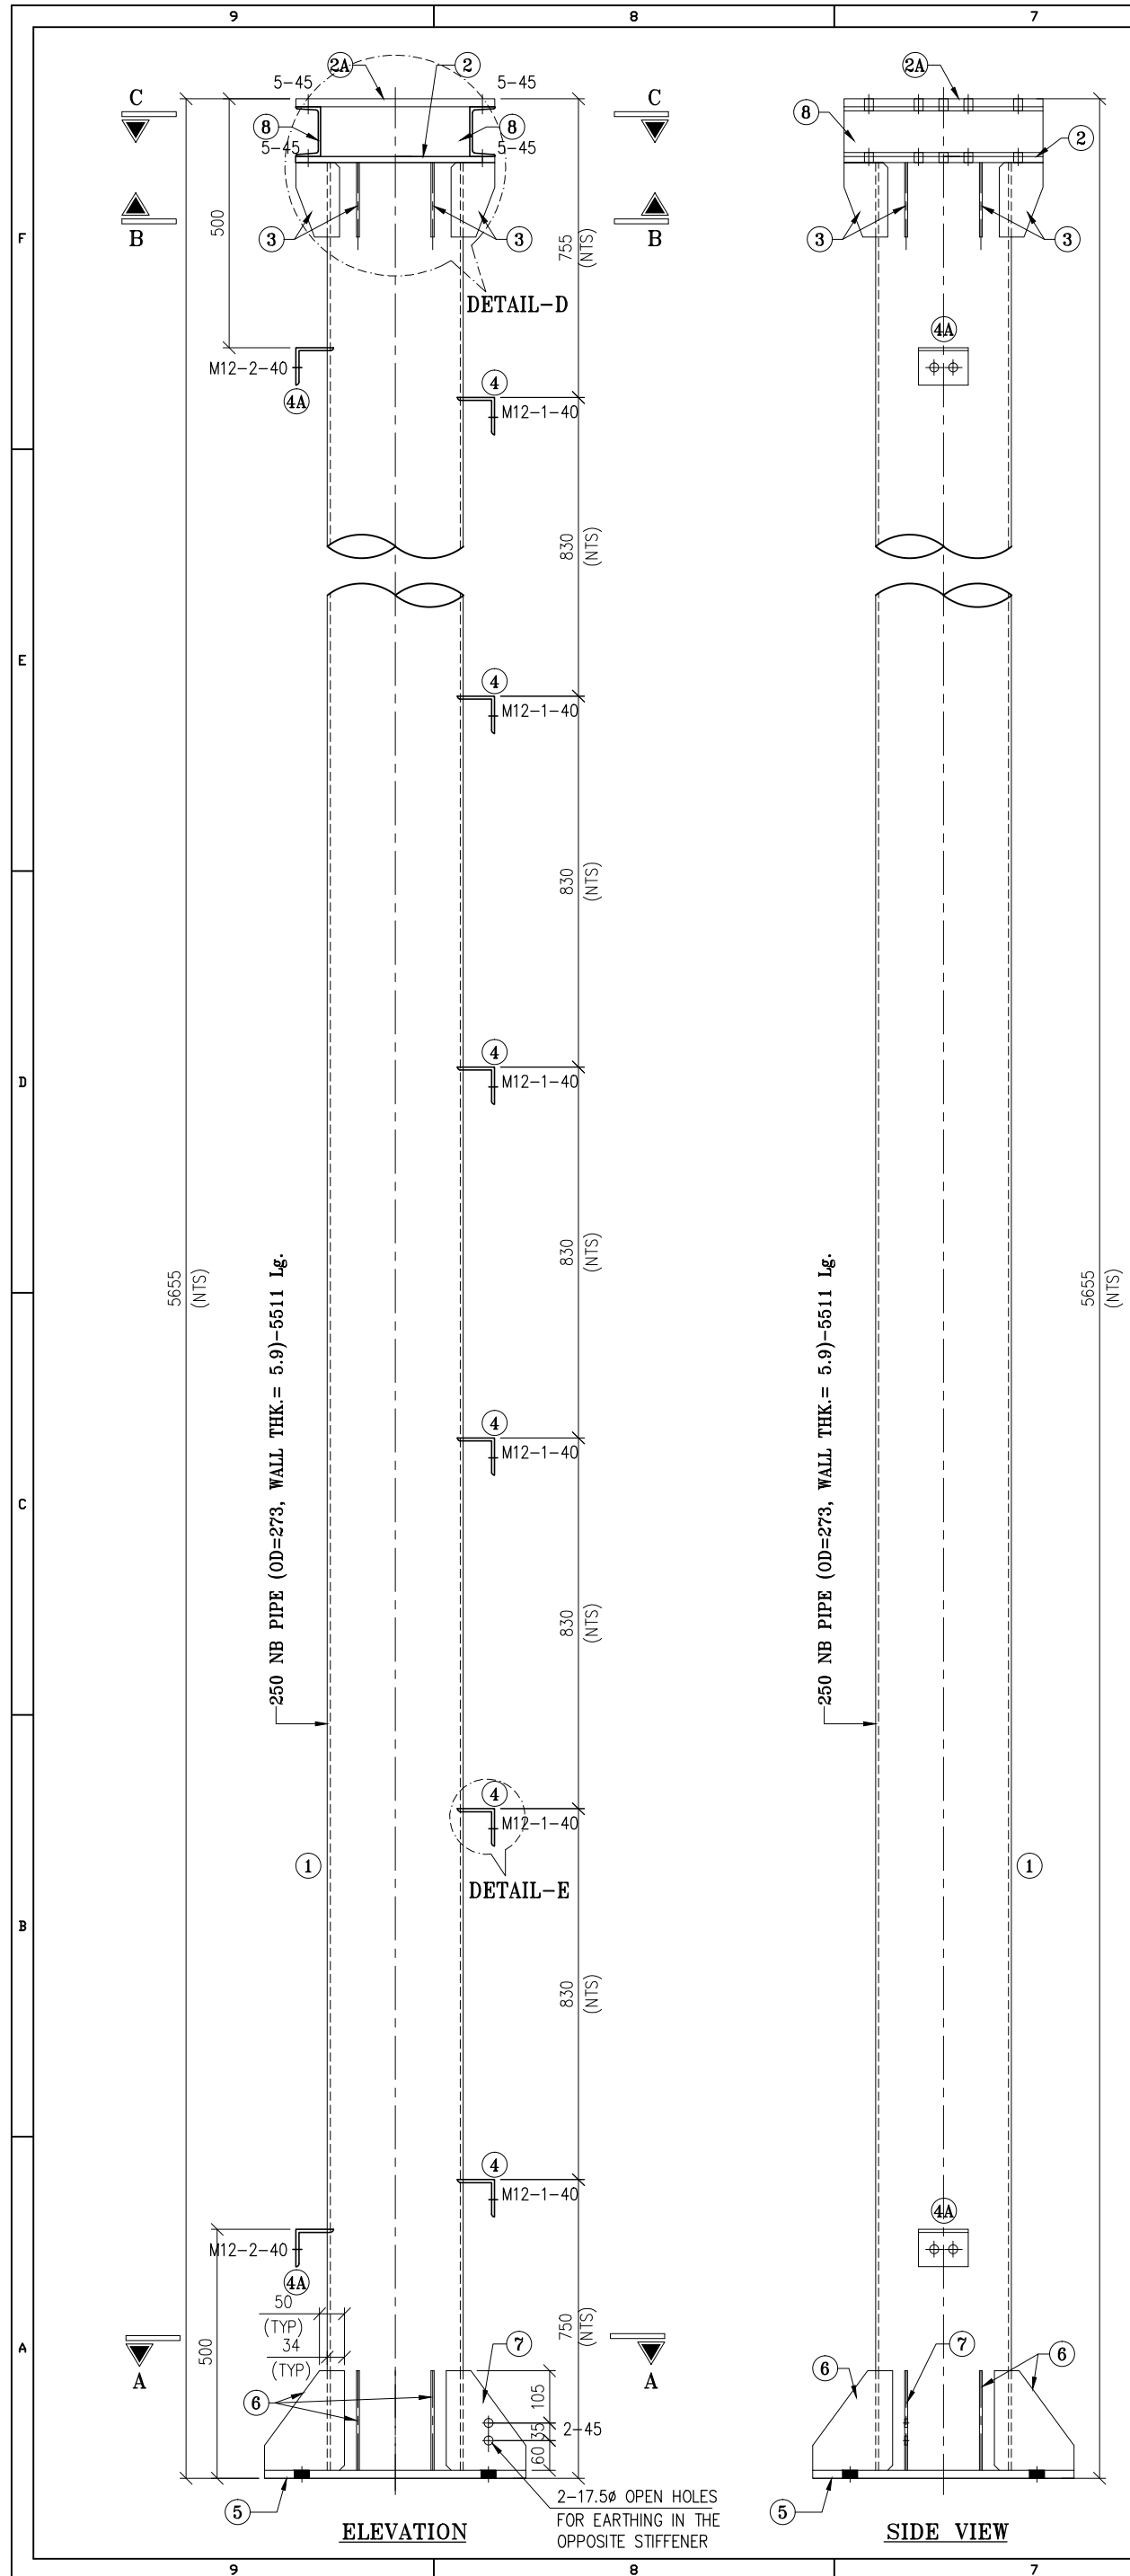 9 8 7
2A 2 2A
5-45 5-45
C C
8 8 8
5-45 5-45 2
F
B B
500
3 3 3 3
755
(NTS)
DETAIL-D
4A
M12-2-40
4
4A
M12-1-40
830
(NTS)
E
4
M12-1-40
830
(NTS)
D
4
M12-1-40
830
(NTS)
5655
(NTS)
5655
(NTS)
250 NB PIPE (OD=273, WALL THK.= 5.9)-5511 Lg.
250 NB PIPE (OD=273, WALL THK.= 5.9)-5511 Lg.
4
M12-1-40
C
830
(NTS)
4
M12-1-40
1 1
DETAIL-E
B
830
(NTS)
4
M12-1-40
4A
M12-2-40
4A
50
(TYP)
34
(TYP)
500
750
(NTS)
A
A A
7 7
6 6
6
105
35
60
2-45
2-17.5ø OPEN HOLES
FOR EARTHING IN THE
OPPOSITE STIFFENER
5 5
ELEVATION SIDE VIEW
9 8 7